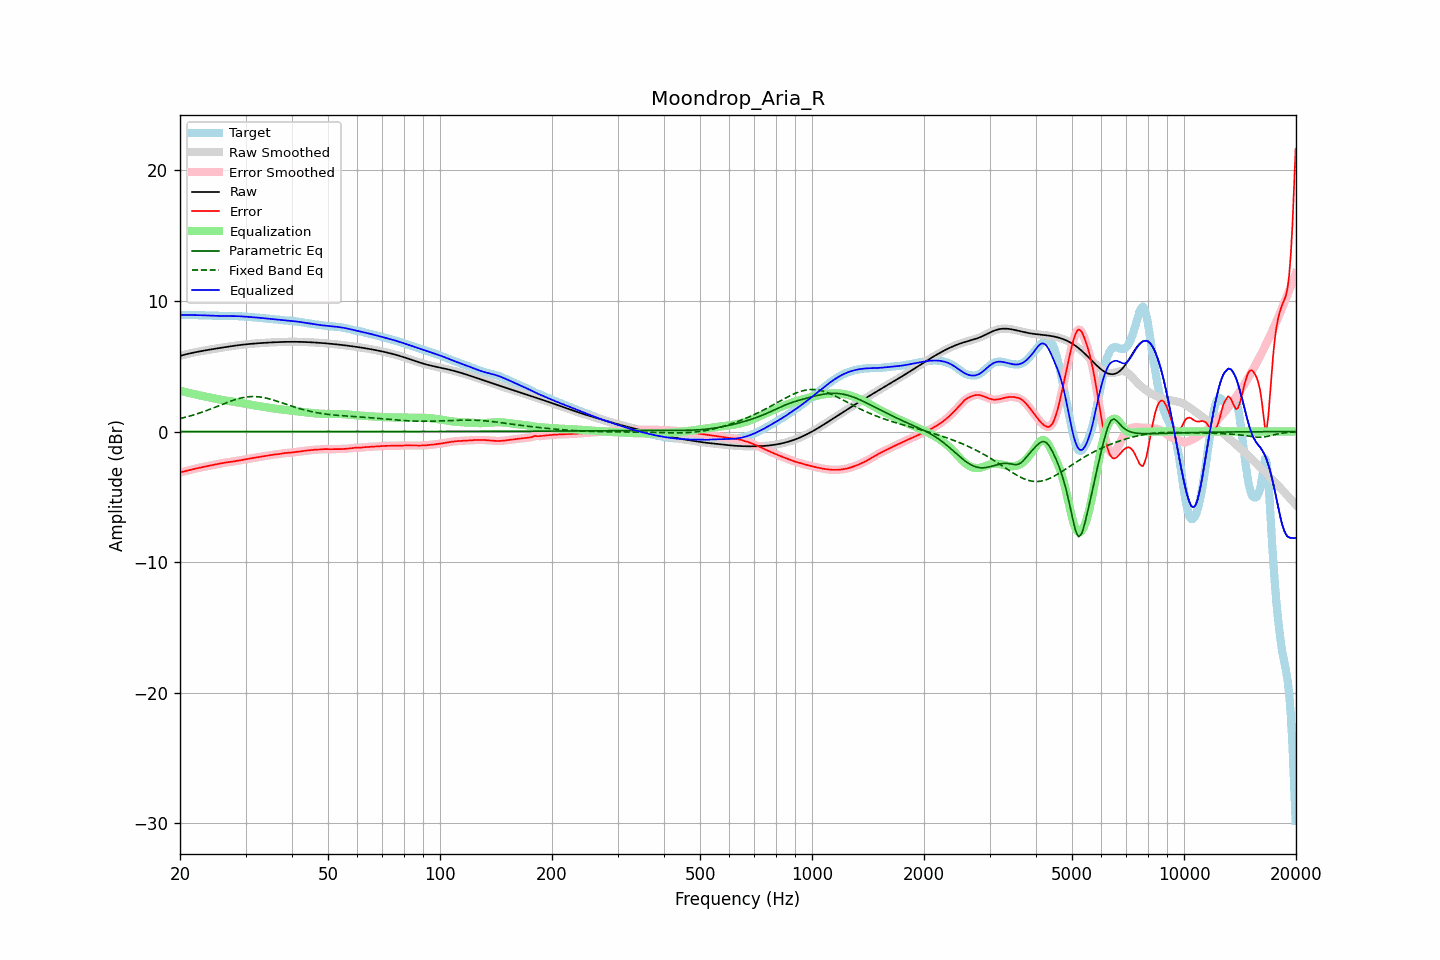 Moondrop_Aria_R
Target
Raw Smoothed
Error Smoothed
Raw
Error
Equalization
Parametric Eq
Fixed Band Eq
Equalized
Amplitude (dBr)
20
10
0
−10
−20
−30
20 50 100 200 500 1000 2000 5000 10000 20000
Frequency (Hz)